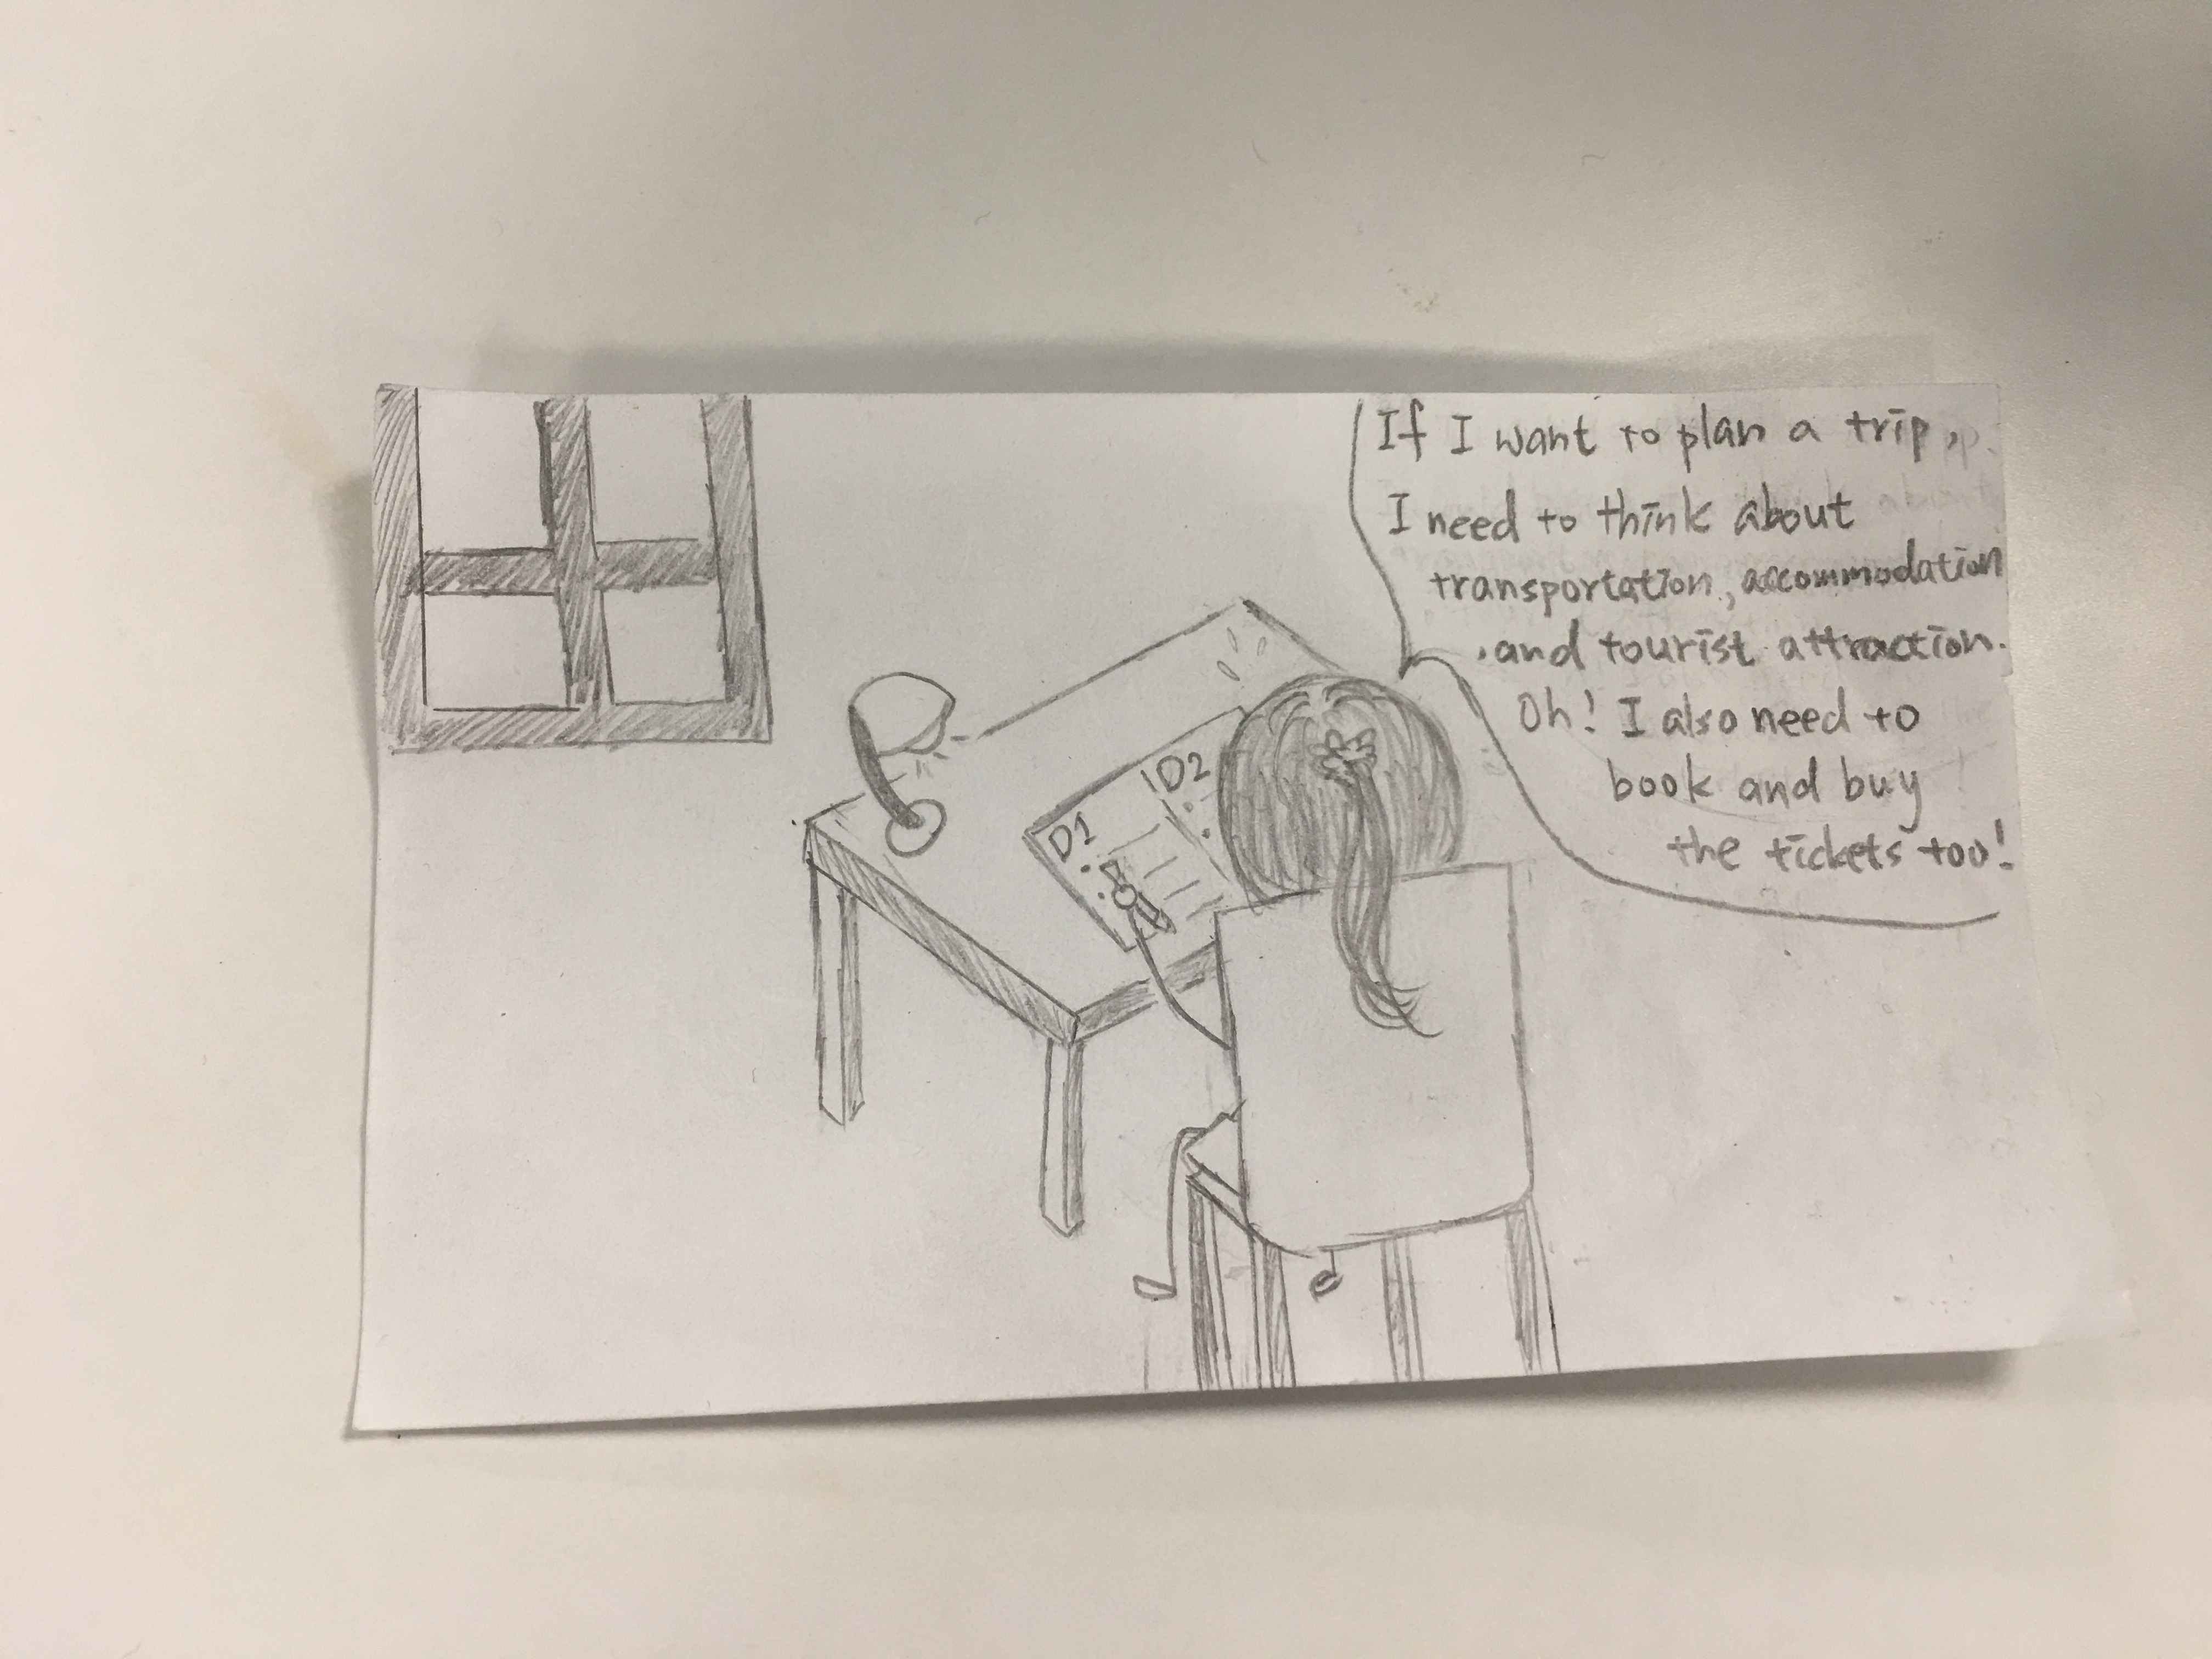 If I want to plan a trip,
I need to think about
transportation, accommodation
and tourist attraction.
Oh! I also need to
book and buy
the tickets too!
D1
D2